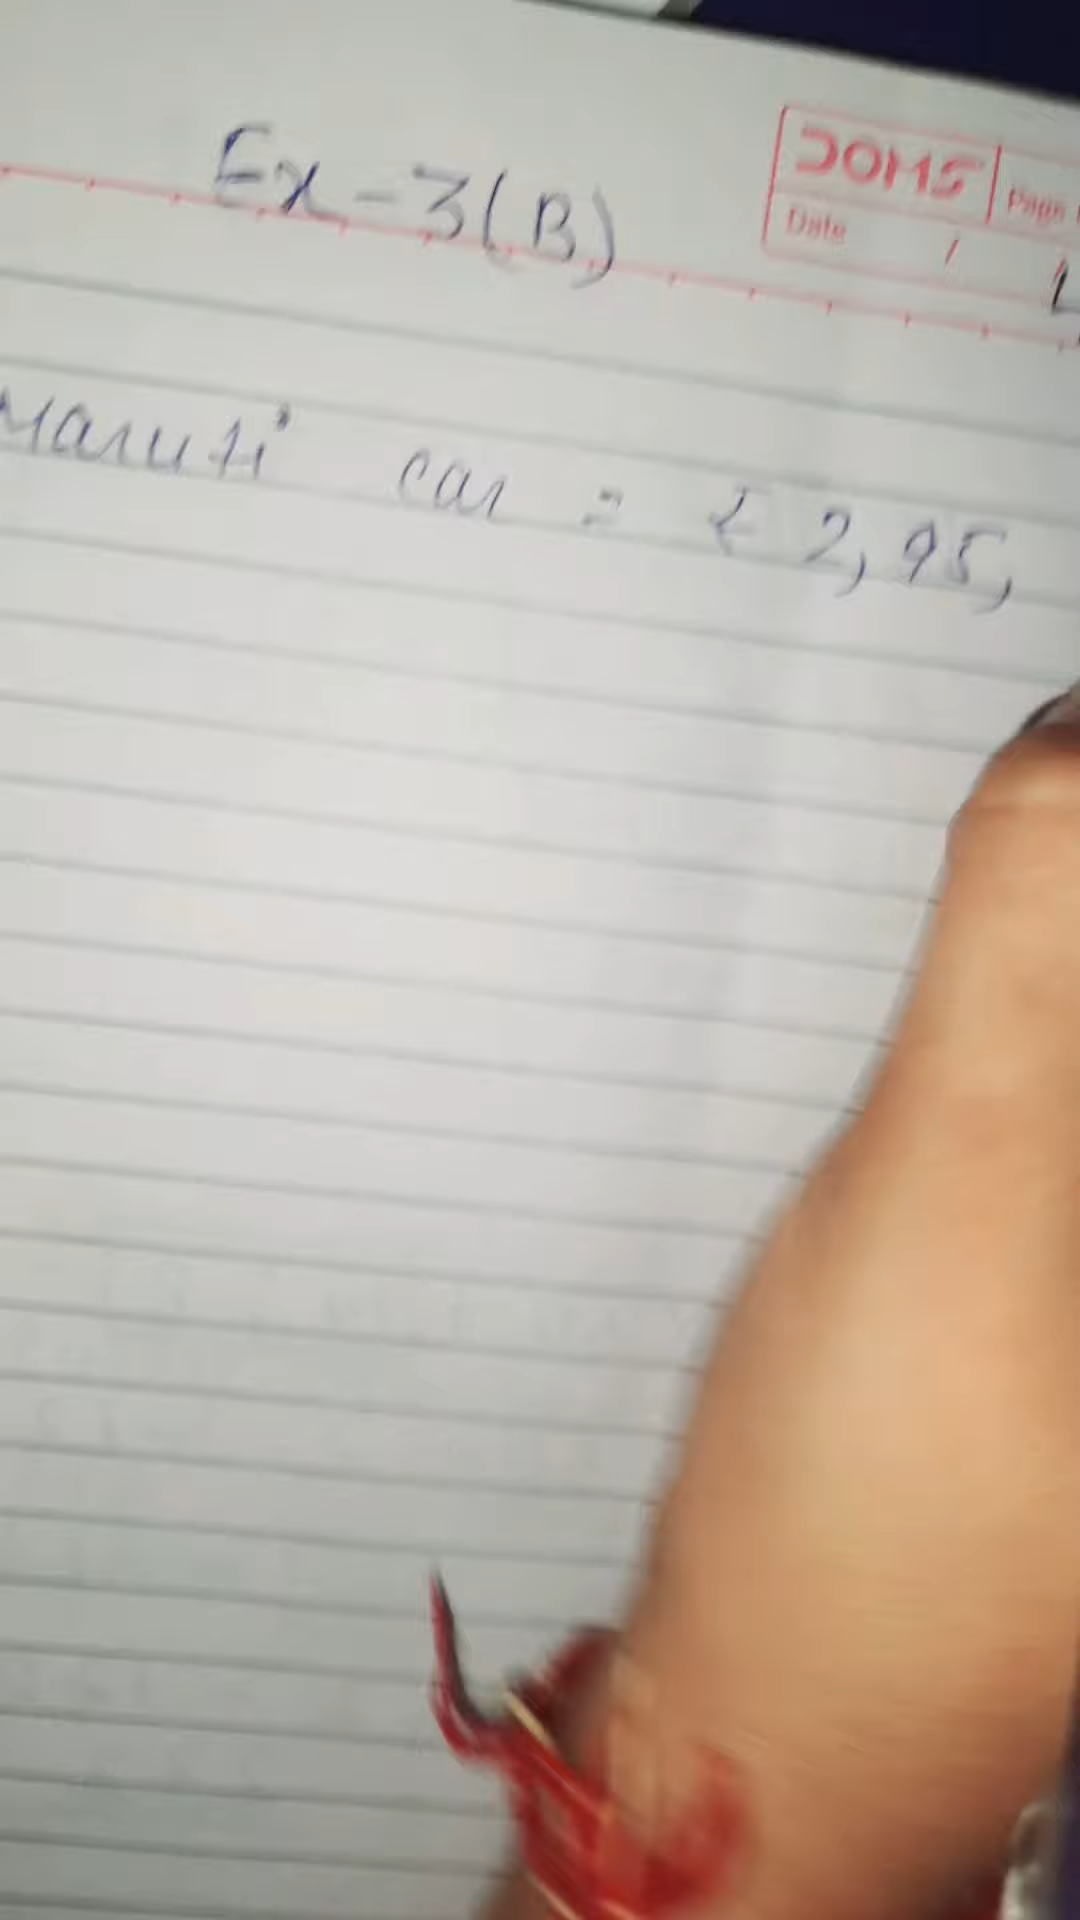 Ex-3(B)
DOMS
Page
Date / L
Maruti car = ₹ 2,95,